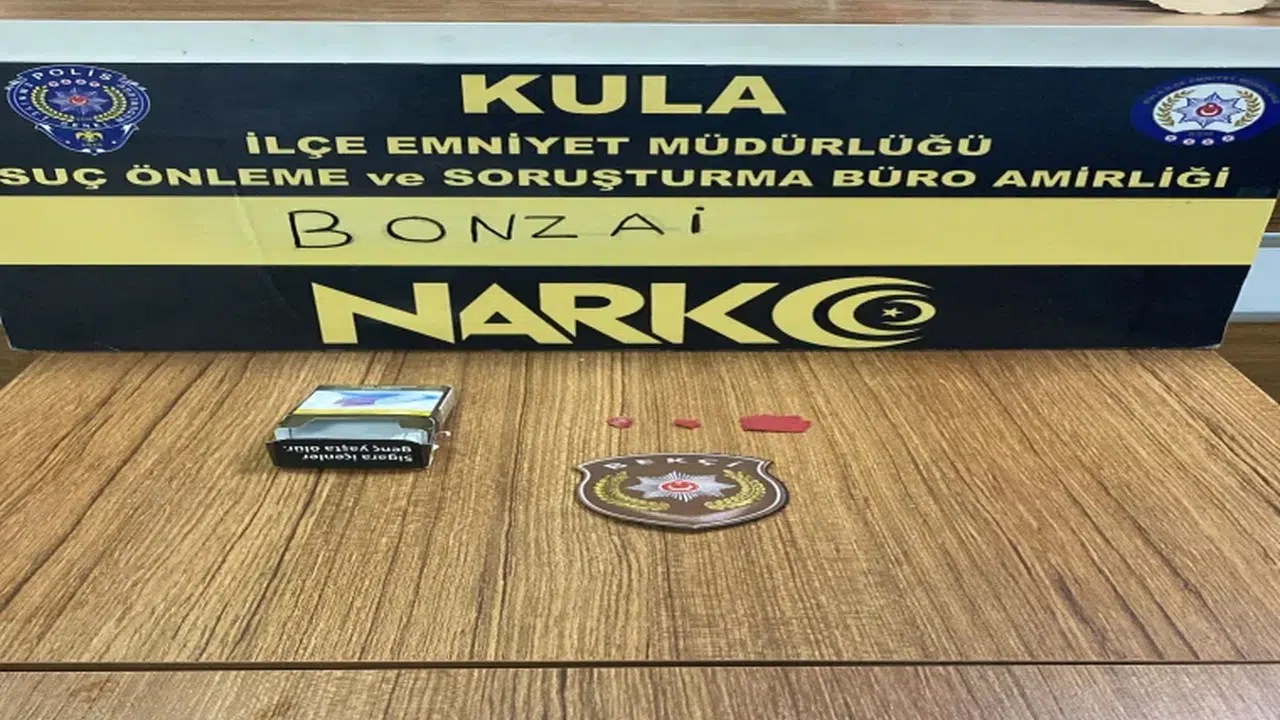 POLİS
KULA
İLÇE EMNİYET MÜDÜRLÜĞÜ
SUÇ ÖNLEME ve SORUŞTURMA BÜRO AMİRLİĞİ
BONZAİ
NARKO
Sigara içenler
genç yaşta ölür.
BEKÇİ